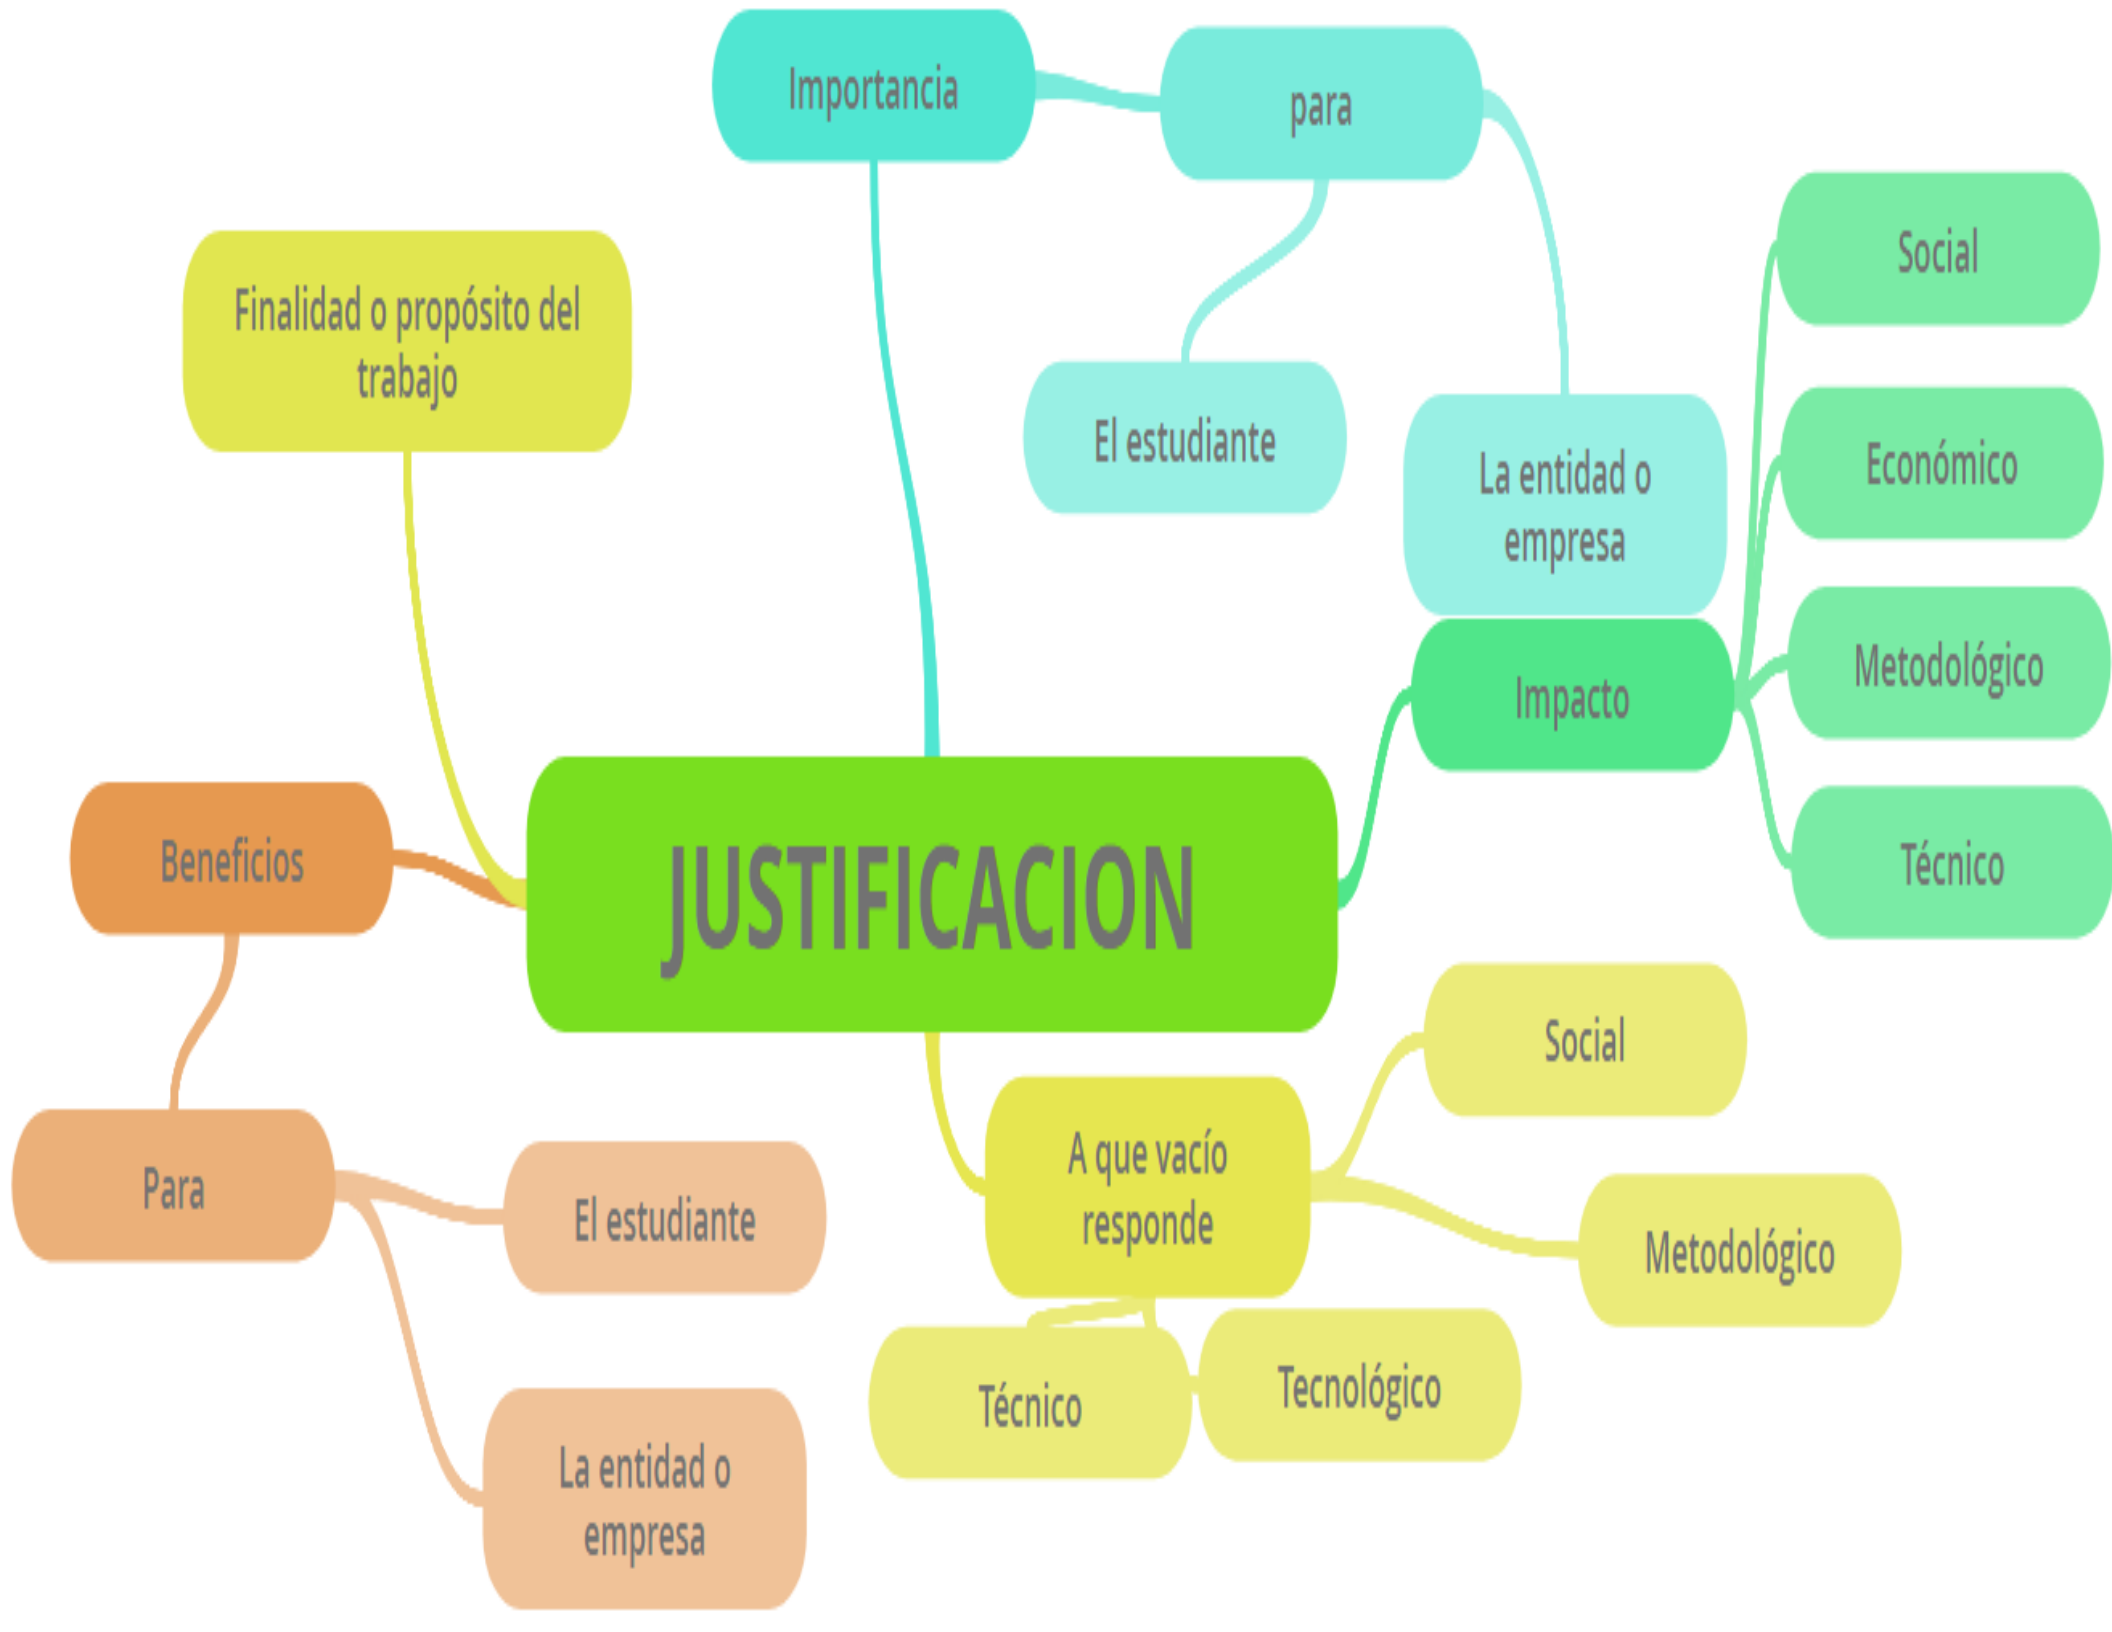 Importancia
para
Social
Finalidad o propósito del
trabajo
El estudiante
Económico
La entidad o
empresa
Metodológico
Impacto
Beneficios
JUSTIFICACION
Técnico
Social
A que vacío
responde
Para
El estudiante
Metodológico
Técnico
Tecnológico
La entidad o
empresa